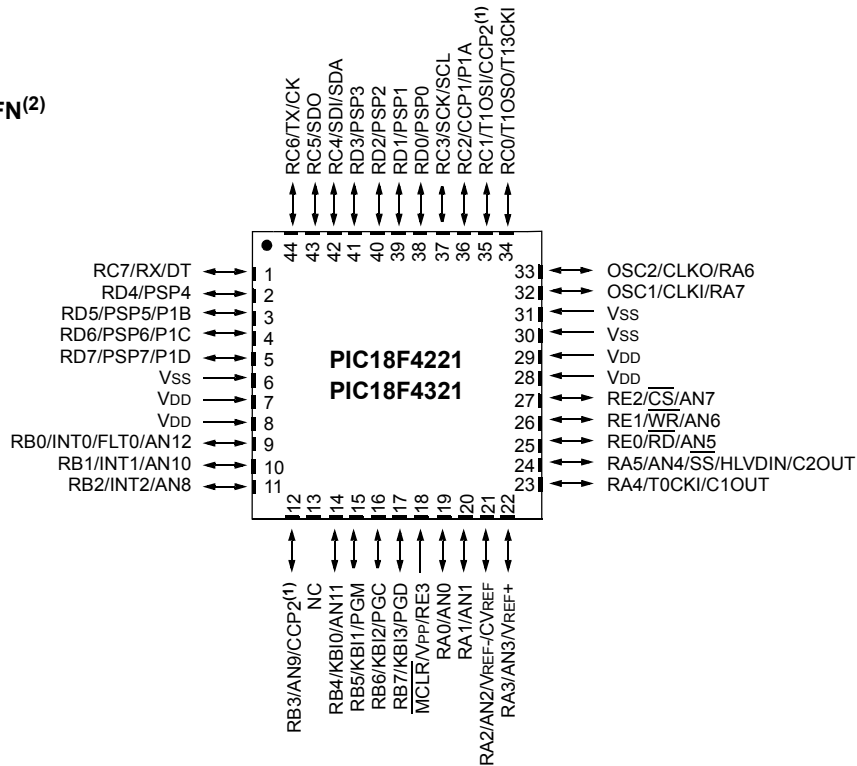 FN(2)
RC6/TX/CK
RC5/SDO
RC4/SDI/SDA
RD3/PSP3
RD2/PSP2
RD1/PSP1
RD0/PSP0
RC3/SCK/SCL
RC2/CCP1/P1A
RC1/T1OSI/CCP2(1)
RC0/T1OSO/T13CKI
44
43
42
41
40
39
38
37
36
35
34
RC7/RX/DT 1
RD4/PSP4 2
RD5/PSP5/P1B 3
RD6/PSP6/P1C 4
RD7/PSP7/P1D 5
VSS 6
VDD 7
VDD 8
RB0/INT0/FLT0/AN12 9
RB1/INT1/AN10 10
RB2/INT2/AN8 11
PIC18F4221
PIC18F4321
33 OSC2/CLKO/RA6
32 OSC1/CLKI/RA7
31 VSS
30 VSS
29 VDD
28 VDD
27 RE2/CS/AN7
26 RE1/WR/AN6
25 RE0/RD/AN5
24 RA5/AN4/SS/HLVDIN/C2OUT
23 RA4/T0CKI/C1OUT
12
13
14
15
16
17
18
19
20
21
22
RB3/AN9/CCP2(1)
NC
RB4/KBI0/AN11
RB5/KBI1/PGM
RB6/KBI2/PGC
RB7/KBI3/PGD
MCLR/VPP/RE3
RA0/AN0
RA1/AN1
RA2/AN2/VREF-/CVREF
RA3/AN3/VREF+